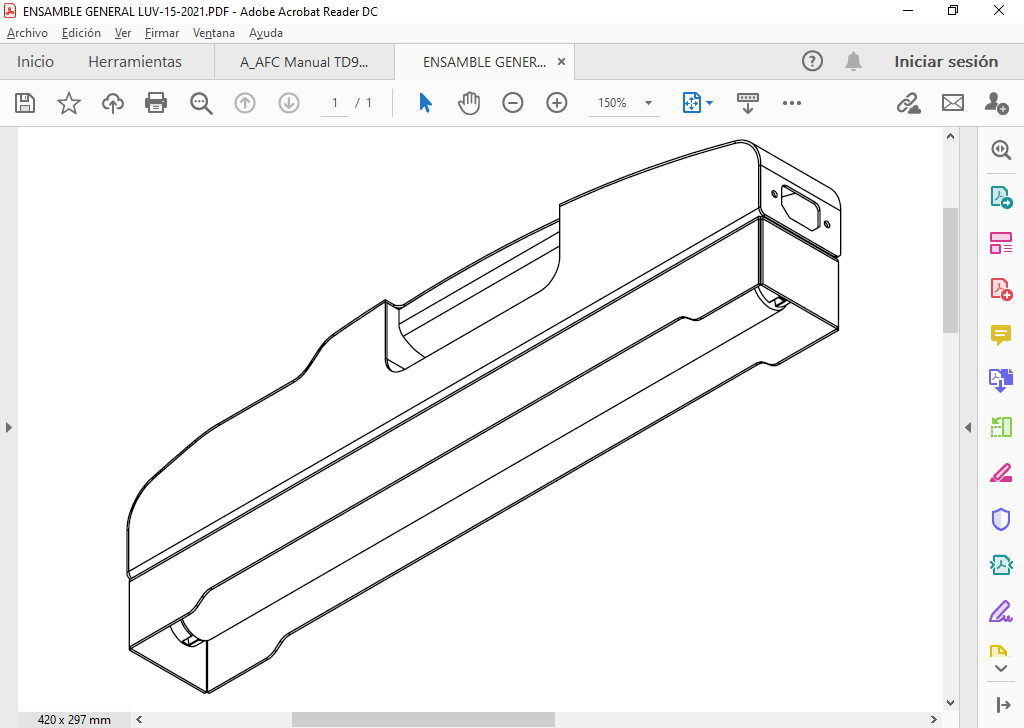 ENSAMBLE GENERAL LUV-15-2021.PDF - Adobe Acrobat Reader DC
Archivo Edición Ver Firmar Ventana Ayuda
Inicio Herramientas A_AFC Manual TD9... ENSAMBLE GENER... × Iniciar sesión
1 / 1 150%
420 x 297 mm